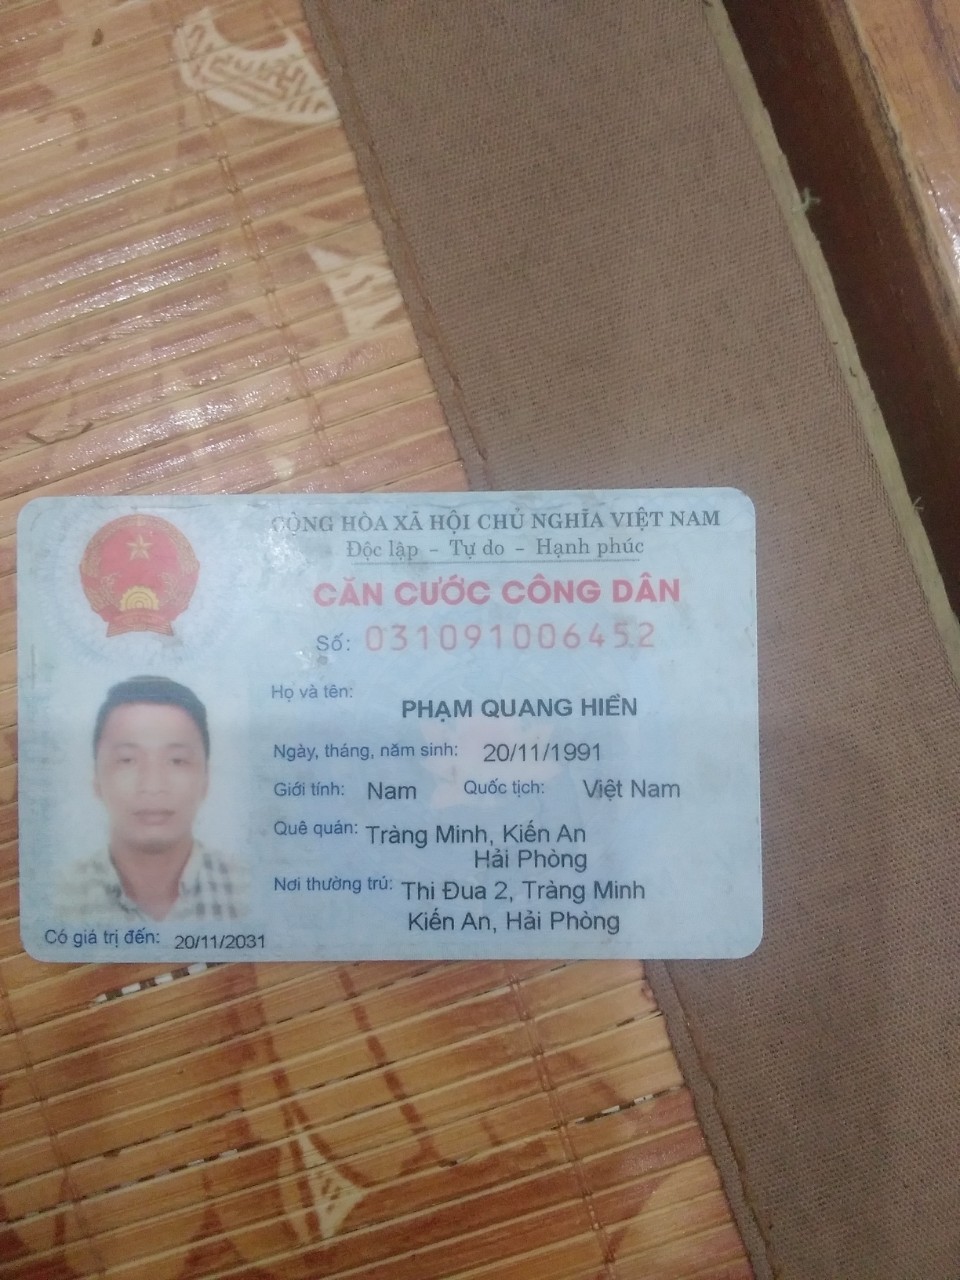 CỘNG HÒA XÃ HỘI CHỦ NGHĨA VIỆT NAM
Độc lập - Tự do - Hạnh phúc
CĂN CƯỚC CÔNG DÂN
Số: 031091006452
Họ và tên:
PHẠM QUANG HIỂN
Ngày, tháng, năm sinh: 20/11/1991
Giới tính: Nam Quốc tịch: Việt Nam
Quê quán: Tràng Minh, Kiến An
Hải Phòng
Nơi thường trú: Thi Đua 2, Tràng Minh
Kiến An, Hải Phòng
Có giá trị đến: 20/11/2031